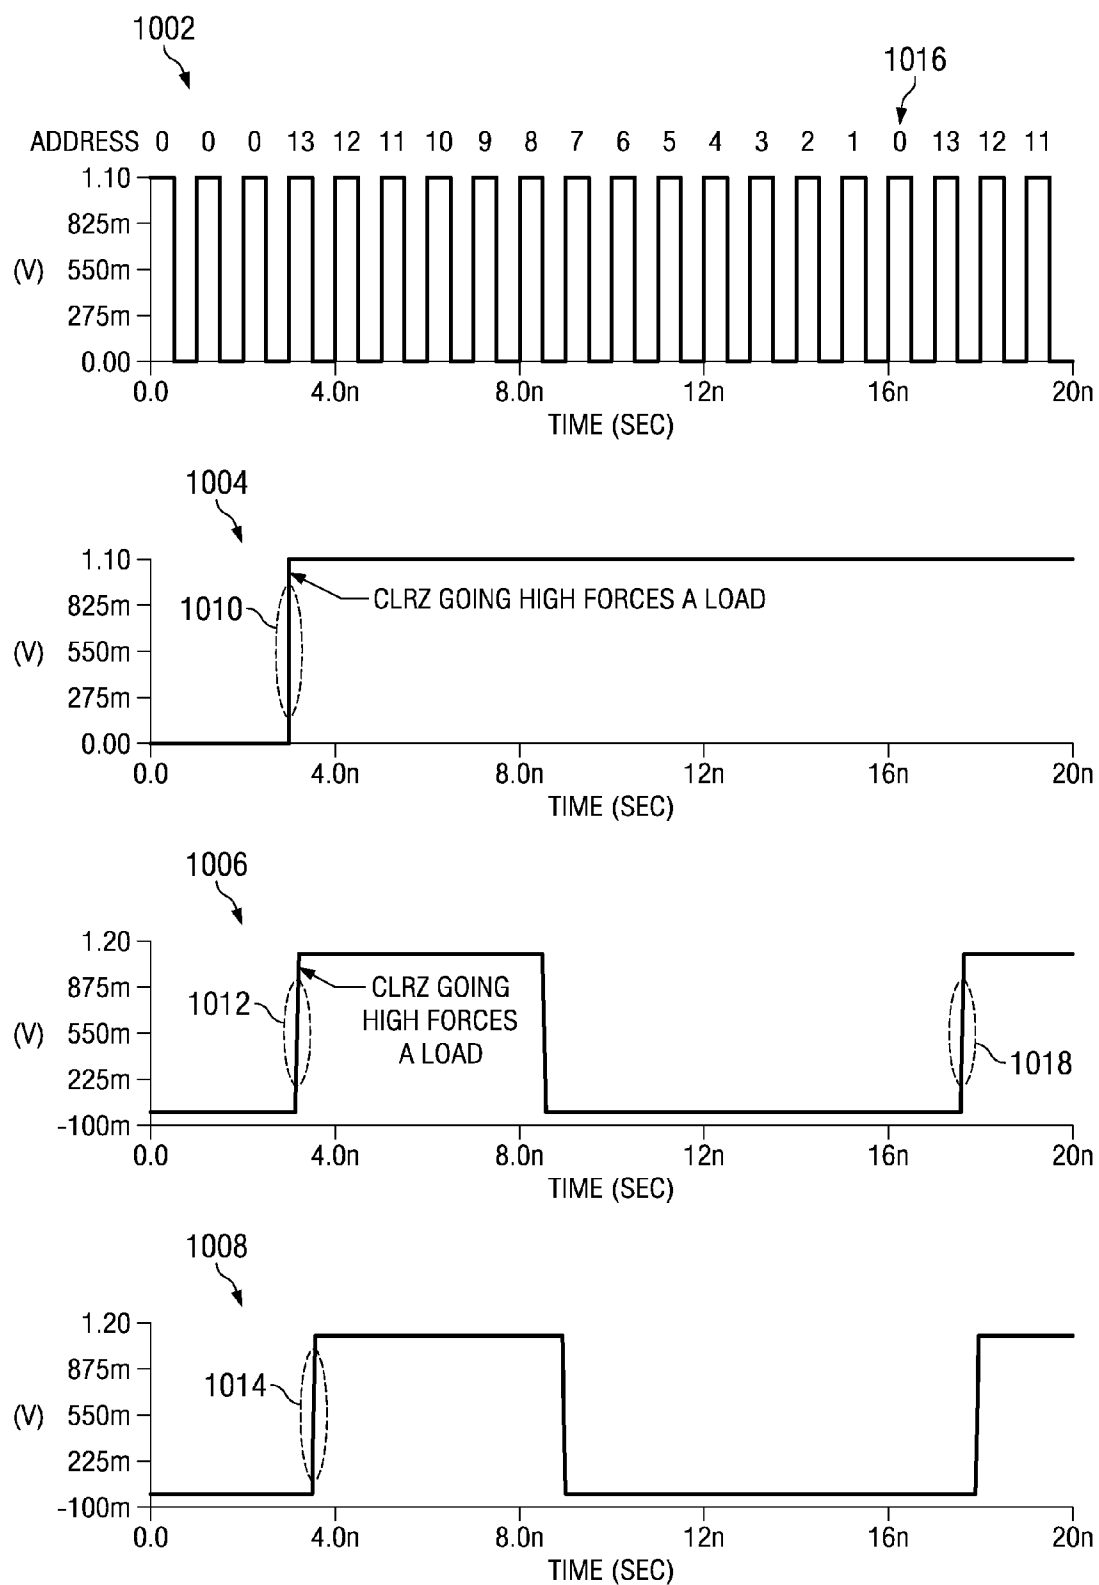 1002
1016
ADDRESS 0 0 0 13 12 11 10 9 8 7 6 5 4 3 2 1 0 13 12 11
1.10
825m
(V) 550m
275m
0.00
0.0 4.0n 8.0n 12n 16n 20n
TIME (SEC)
1004
1.10
1010 825m CLRZ GOING HIGH FORCES A LOAD
(V) 550m
275m
0.00
0.0 4.0n 8.0n 12n 16n 20n
TIME (SEC)
1006
1.20
875m CLRZ GOING
1012 HIGH FORCES
(V) 550m A LOAD 1018
225m
-100m
0.0 4.0n 8.0n 12n 16n 20n
TIME (SEC)
1008
1.20
875m
1014
(V) 550m
225m
-100m
0.0 4.0n 8.0n 12n 16n 20n
TIME (SEC)